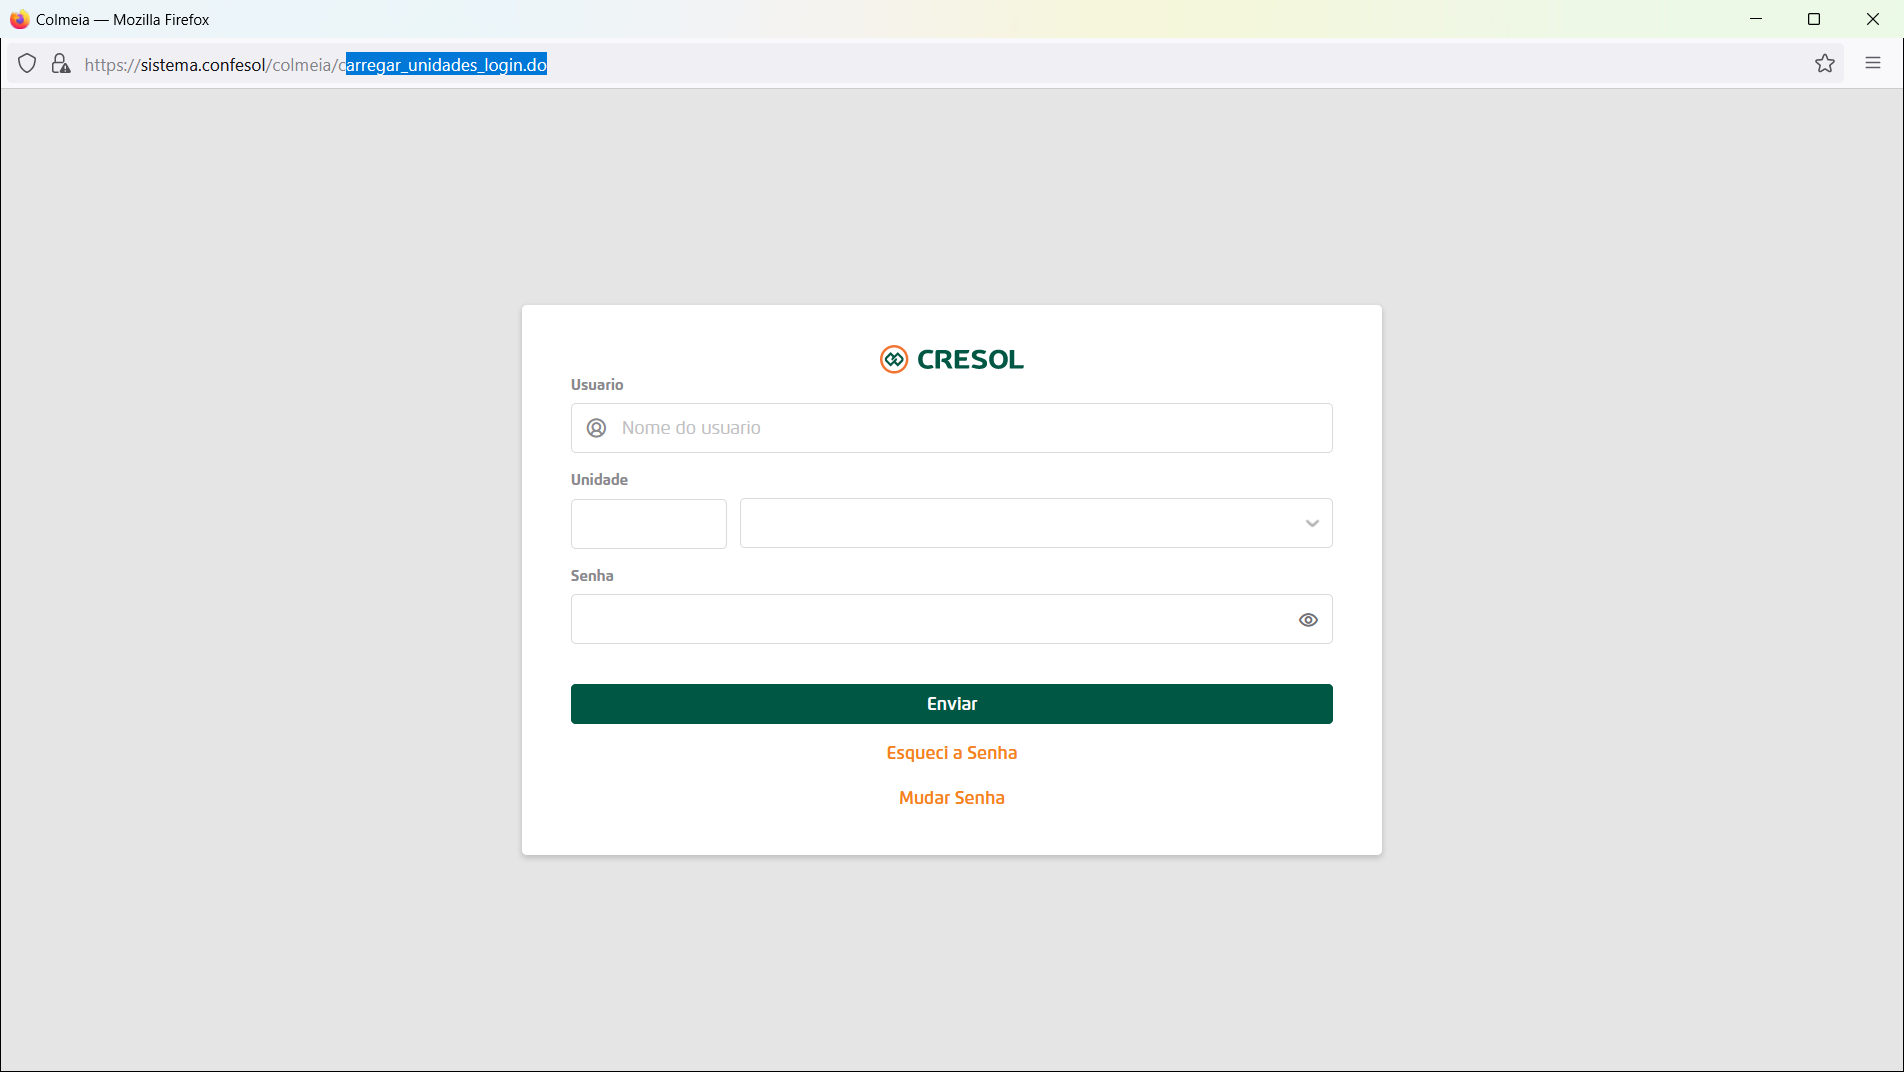 Colmeia — Mozilla Firefox
https://sistema.confesol/colmeia/carregar_unidades_login.do
CRESOL
Usuario
Nome do usuario
Unidade
Senha
Enviar
Esqueci a Senha
Mudar Senha